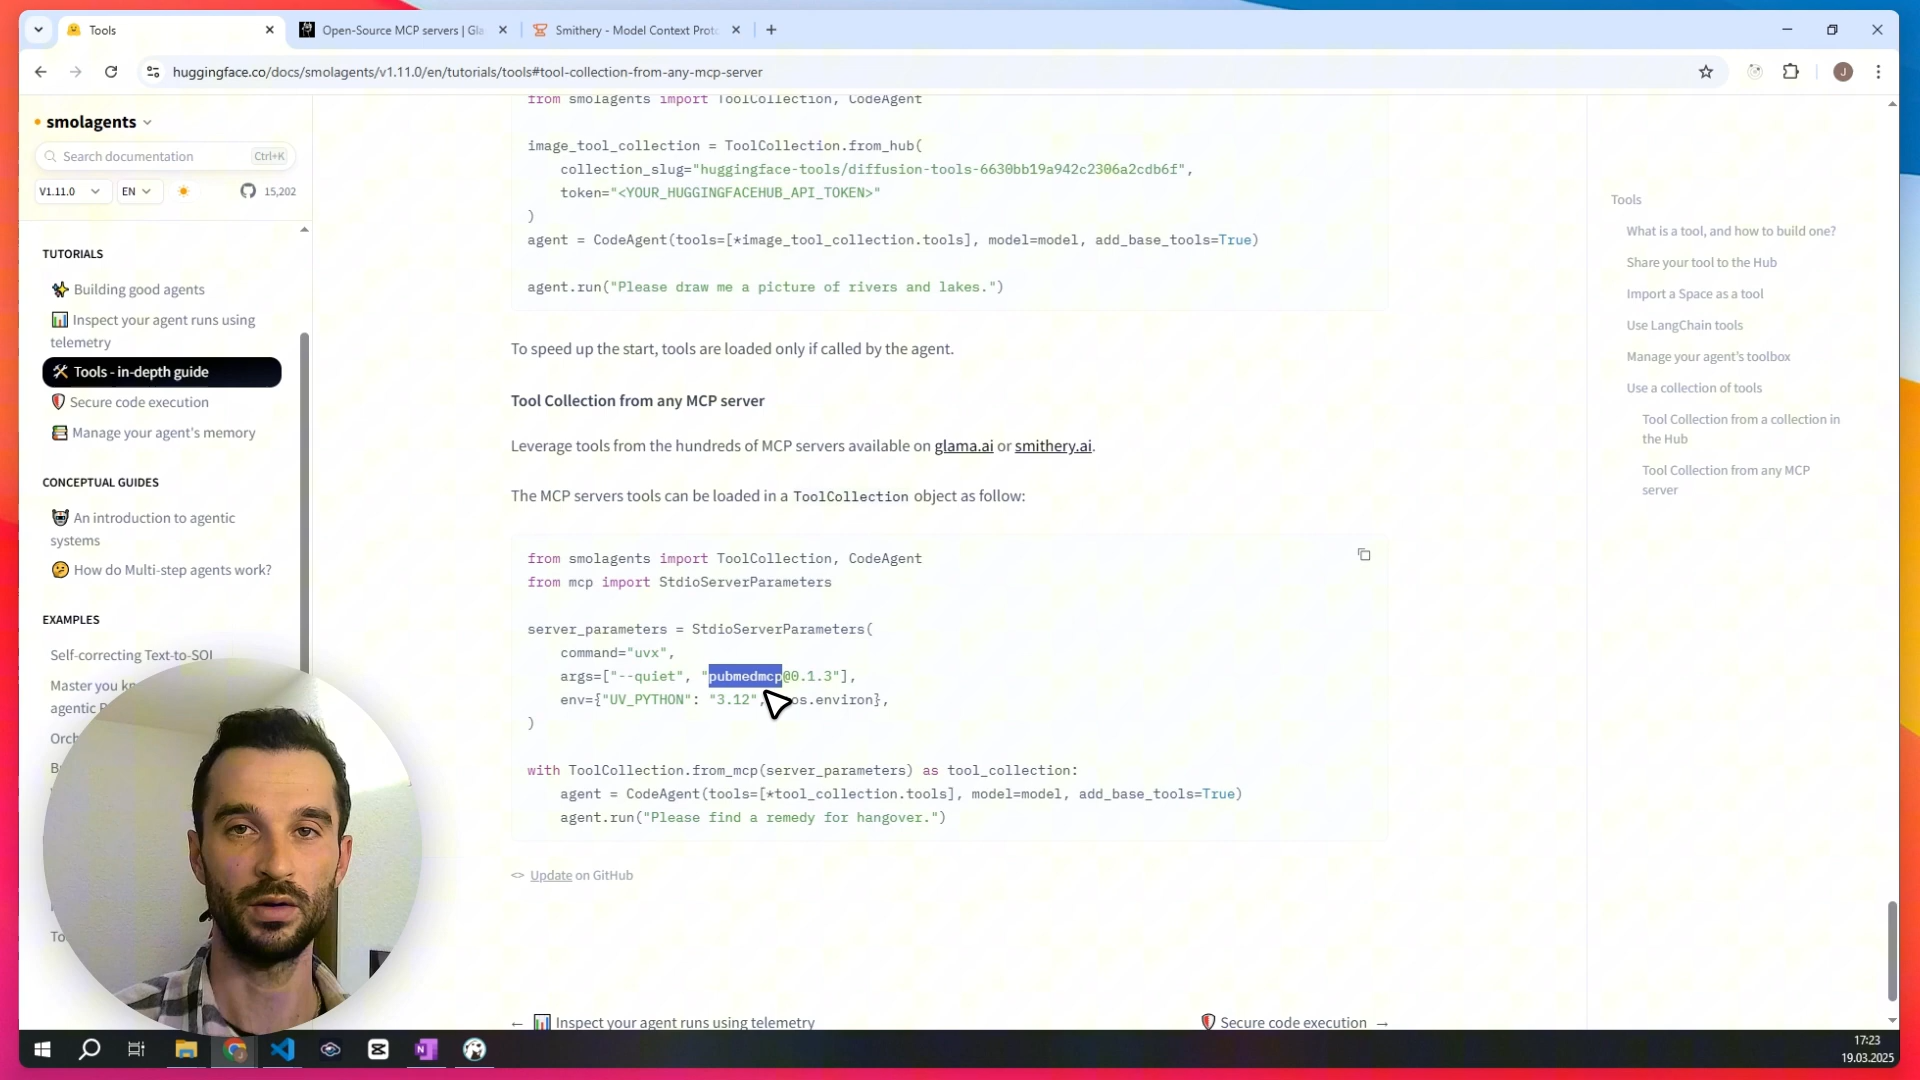 Tools
Open-Source MCP servers | Gla
Smithery - Model Context Proto
huggingface.co/docs/smolagents/v1.11.0/en/tutorials/tools#tool-collection-from-any-mcp-server
J
smolagents
Search documentation
Ctrl+K
V1.11.0
EN
15,202
TUTORIALS
Building good agents
Inspect your agent runs using
telemetry
Tools - in-depth guide
Secure code execution
Manage your agent's memory
CONCEPTUAL GUIDES
An introduction to agentic
systems
How do Multi-step agents work?
EXAMPLES
Self-correcting Text-to-SQL
Master you
agentic
from smolagents import ToolCollection, CodeAgent
image_tool_collection = ToolCollection.from_hub(
collection_slug="huggingface-tools/diffusion-tools-6630bb19a942c2306a2cdb6f",
token="<YOUR_HUGGINGFACEHUB_API_TOKEN>"
)
agent = CodeAgent(tools=[*image_tool_collection.tools], model=model, add_base_tools=True)
agent.run("Please draw me a picture of rivers and lakes.")
To speed up the start, tools are loaded only if called by the agent.
Tool Collection from any MCP server
Leverage tools from the hundreds of MCP servers available on glama.ai or smithery.ai.
The MCP servers tools can be loaded in a ToolCollection object as follow:
from smolagents import ToolCollection, CodeAgent
from mcp import StdioServerParameters
server_parameters = StdioServerParameters(
command="uvx",
args=["--quiet", "pubmedmcp@0.1.3"],
env={"UV_PYTHON": "3.12", os.environ},
)
with ToolCollection.from_mcp(server_parameters) as tool_collection:
agent = CodeAgent(tools=[*tool_collection.tools], model=model, add_base_tools=True)
agent.run("Please find a remedy for hangover.")
<> Update on GitHub
← Inspect your agent runs using telemetry
Secure code execution →
Tools
What is a tool, and how to build one?
Share your tool to the Hub
Import a Space as a tool
Use LangChain tools
Manage your agent's toolbox
Use a collection of tools
Tool Collection from a collection in
the Hub
Tool Collection from any MCP
server
17:23
19.03.2025